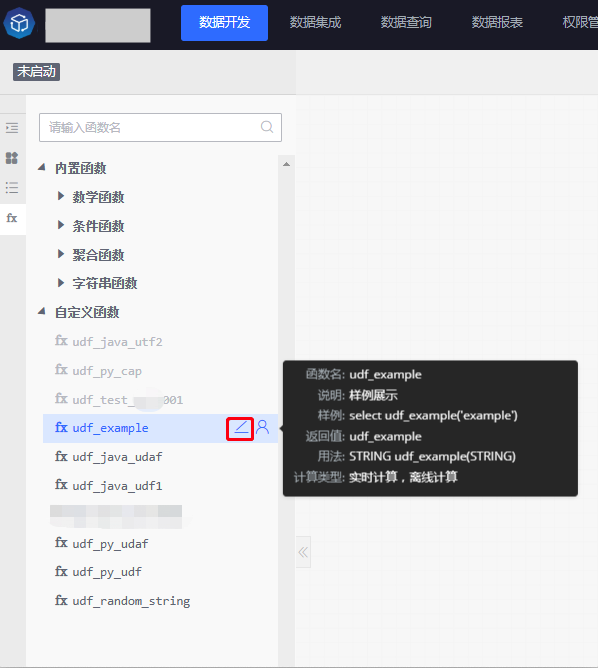 数据开发 数据集成 数据查询 数据报表 权限管
未启动
请输入函数名
内置函数
数学函数
条件函数
聚合函数
字符串函数
fx
自定义函数
fx udf_java_utf2
fx udf_py_cap
fx udf_test_ 001
fx udf_example
fx udf_java_udaf
fx udf_java_udf1
fx udf_py_udaf
fx udf_py_udf
fx udf_random_string
函数名: udf_example
说明: 样例展示
样例: select udf_example('example')
返回值: udf_example
用法: STRING udf_example(STRING)
计算类型: 实时计算，离线计算